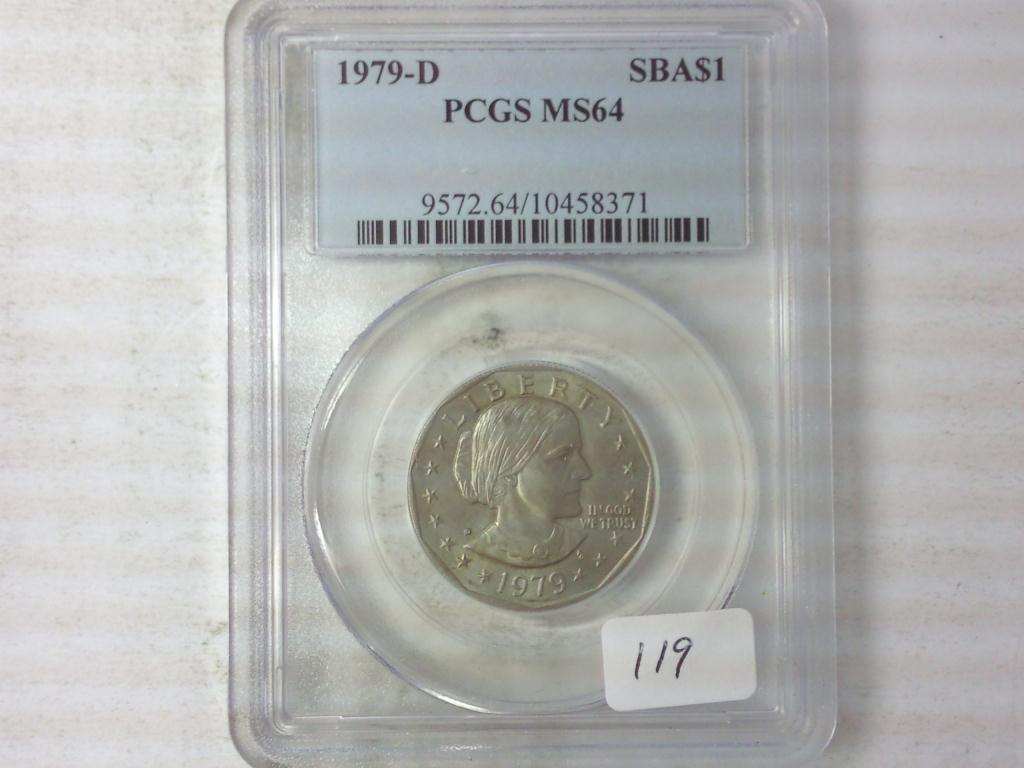 1979-D SBA$1
PCGS MS64
9572.64/10458371
LIBERTY
IN GOD
WE TRUST
D
1979
119